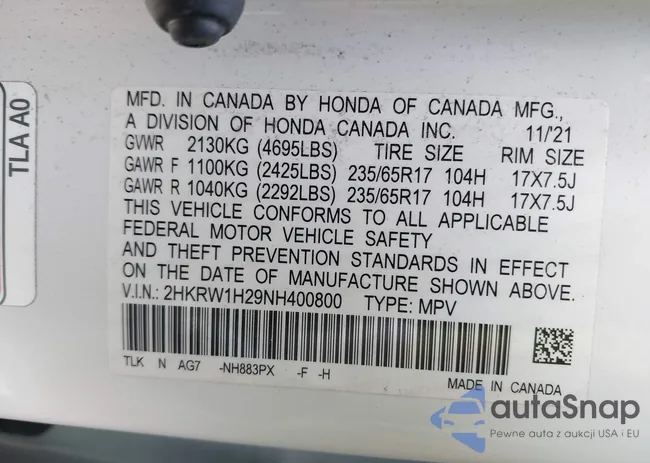 TLA A0
MFD. IN CANADA BY HONDA OF CANADA MFG.,
A DIVISION OF HONDA CANADA INC. 11/'21
GVWR 2130KG (4695LBS) TIRE SIZE RIM SIZE
GAWR F 1100KG (2425LBS) 235/65R17 104H 17X7.5J
GAWR R 1040KG (2292LBS) 235/65R17 104H 17X7.5J
THIS VEHICLE CONFORMS TO ALL APPLICABLE
FEDERAL MOTOR VEHICLE SAFETY
AND THEFT PREVENTION STANDARDS IN EFFECT
ON THE DATE OF MANUFACTURE SHOWN ABOVE.
V.I.N.: 2HKRW1H29NH400800 TYPE: MPV
TLK N AG7 -NH883PX -F -H
MADE IN CANADA
autaSnap
Pewne auta z aukcji USA i EU